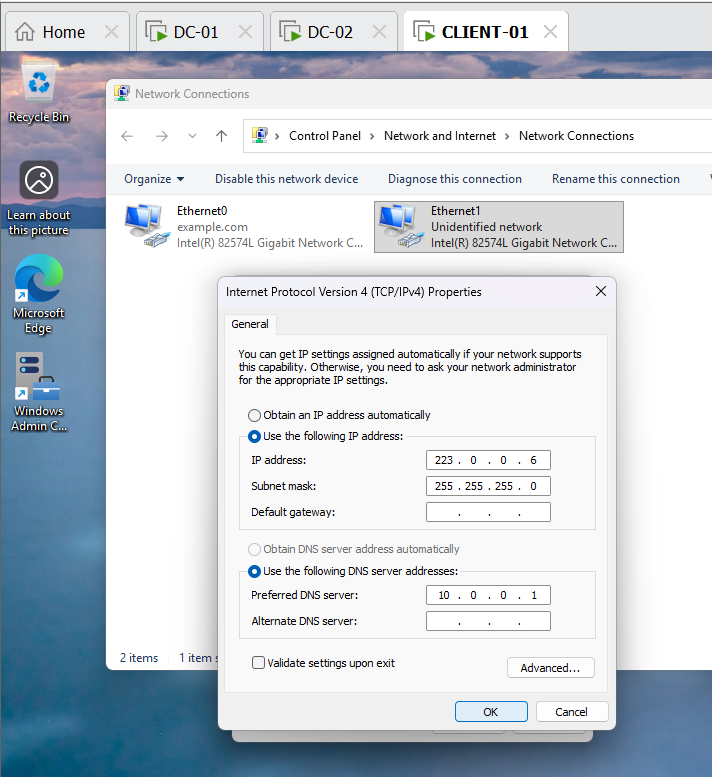 Home
DC-01
DC-02
CLIENT-01
Recycle Bin
Learn about
this picture
Microsoft
Edge
Windows
Admin C...
Network Connections
Control Panel
Network and Internet
Network Connections
Organize
Disable this network device
Diagnose this connection
Rename this connection
Ethernet0
example.com
Intel(R) 82574L Gigabit Network C...
Ethernet1
Unidentified network
Intel(R) 82574L Gigabit Network C...
Internet Protocol Version 4 (TCP/IPv4) Properties
General
You can get IP settings assigned automatically if your network supports
this capability. Otherwise, you need to ask your network administrator
for the appropriate IP settings.
Obtain an IP address automatically
Use the following IP address:
IP address: 223 . 0 . 0 . 6
Subnet mask: 255 . 255 . 255 . 0
Default gateway: . . .
Obtain DNS server address automatically
Use the following DNS server addresses:
Preferred DNS server: 10 . 0 . 0 . 1
Alternate DNS server: . . .
Validate settings upon exit
Advanced...
OK
Cancel
2 items
1 item